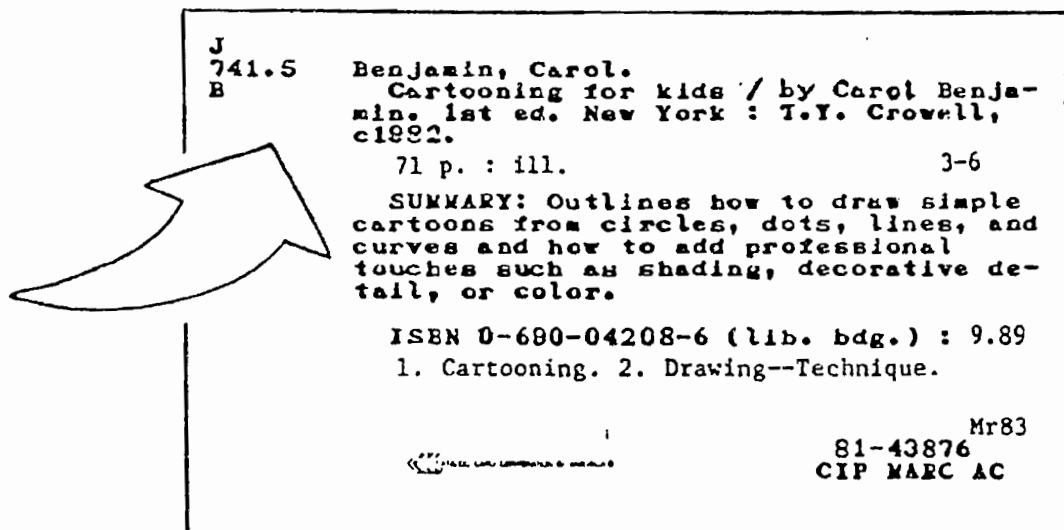 J
741.5 Benjamin, Carol.
B Cartooning for kids / by Carol Benja-
min. 1st ed. New York : T.Y. Crowell,
c1982.
71 p. : ill. 3-6
SUMMARY: Outlines how to draw simple
cartoons from circles, dots, lines, and
curves and how to add professional
touches such as shading, decorative de-
tail, or color.
ISBN 0-690-04208-6 (lib. bdg.) : 9.89
1. Cartooning. 2. Drawing--Technique.
Mr83
81-43876
CIP MARC AC